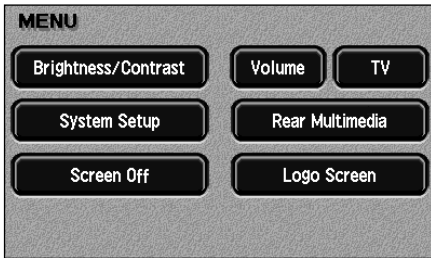 MENU
Brightness/Contrast Volume TV
System Setup Rear Multimedia
Screen Off Logo Screen